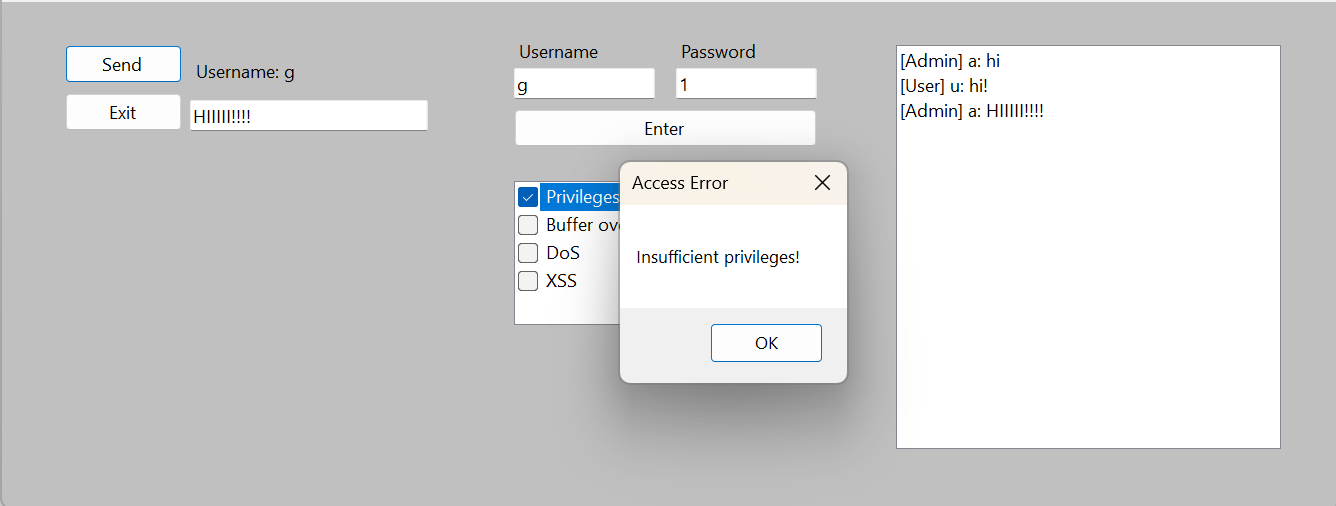 Send
Username: g
Exit
HIIIII!!!!
Username
Password
g
1
Enter
Privileges
Buffer
DoS
XSS
Access Error
Insufficient privileges!
OK
[Admin] a: hi
[User] u: hi!
[Admin] a: HIIIII!!!!